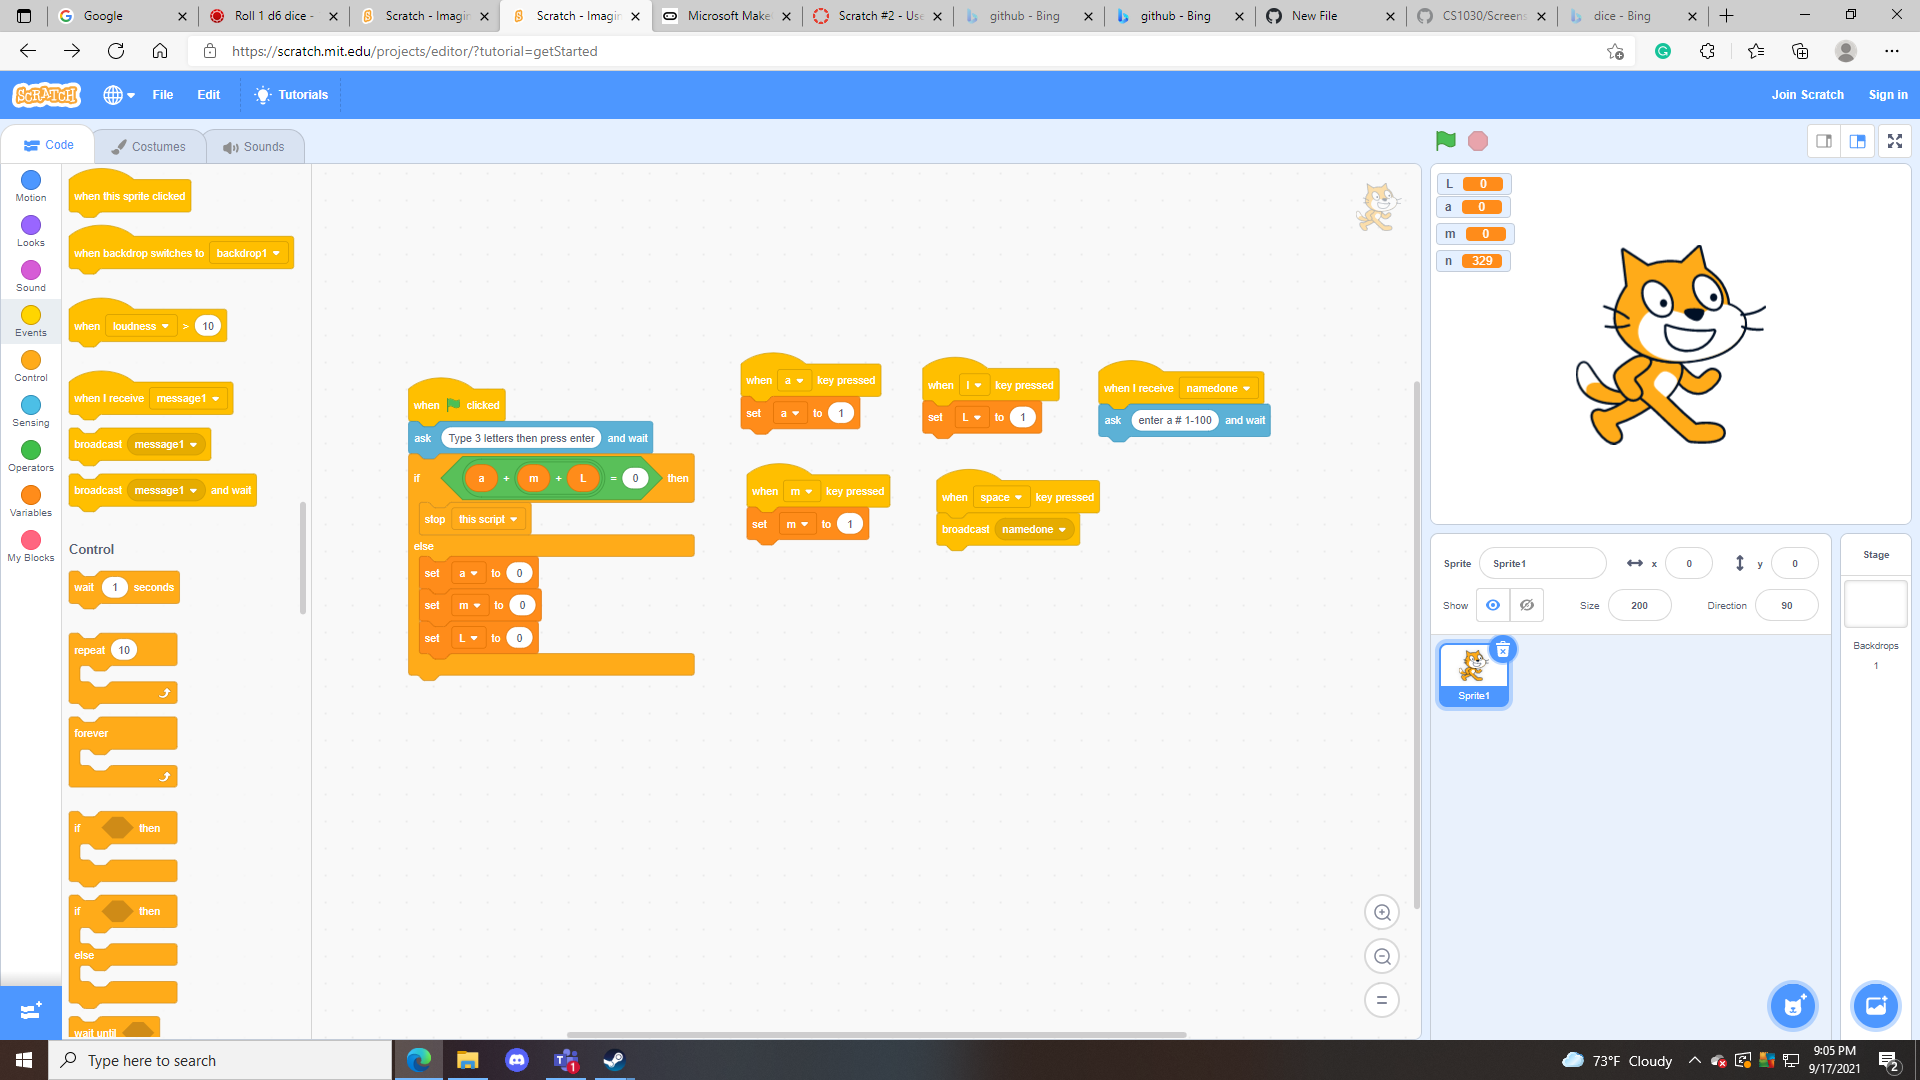 Google
Roll 1 d6 dice -
Scratch - Imagin
Scratch - Imagin
Microsoft Make
Scratch #2 - Use
github - Bing
github - Bing
New File
CS1030/Screens
dice - Bing
https://scratch.mit.edu/projects/editor/?tutorial=getStarted
SCRATCH
File
Edit
Tutorials
Join Scratch
Sign in
Code
Costumes
Sounds
Motion
Looks
Sound
Events
Control
Sensing
Operators
Variables
My Blocks
when this sprite clicked
when backdrop switches to backdrop1
when loudness > 10
when I receive message1
broadcast message1
broadcast message1 and wait
Control
wait 1 seconds
repeat 10
forever
if then
if then
else
wait until
when clicked
ask Type 3 letters then press enter and wait
if a + m + L = 0 then
stop this script
else
set a to 0
set m to 0
set L to 0
when a key pressed
set a to 1
when l key pressed
set L to 1
when I receive namedone
ask enter a # 1-100 and wait
when m key pressed
set m to 1
when space key pressed
broadcast namedone
L 0
a 0
m 0
n 329
Sprite Sprite1 x 0 y 0
Show Size 200 Direction 90
Sprite1
Stage
Backdrops
1
Type here to search
1
73°F Cloudy
9:05 PM
9/17/2021
2